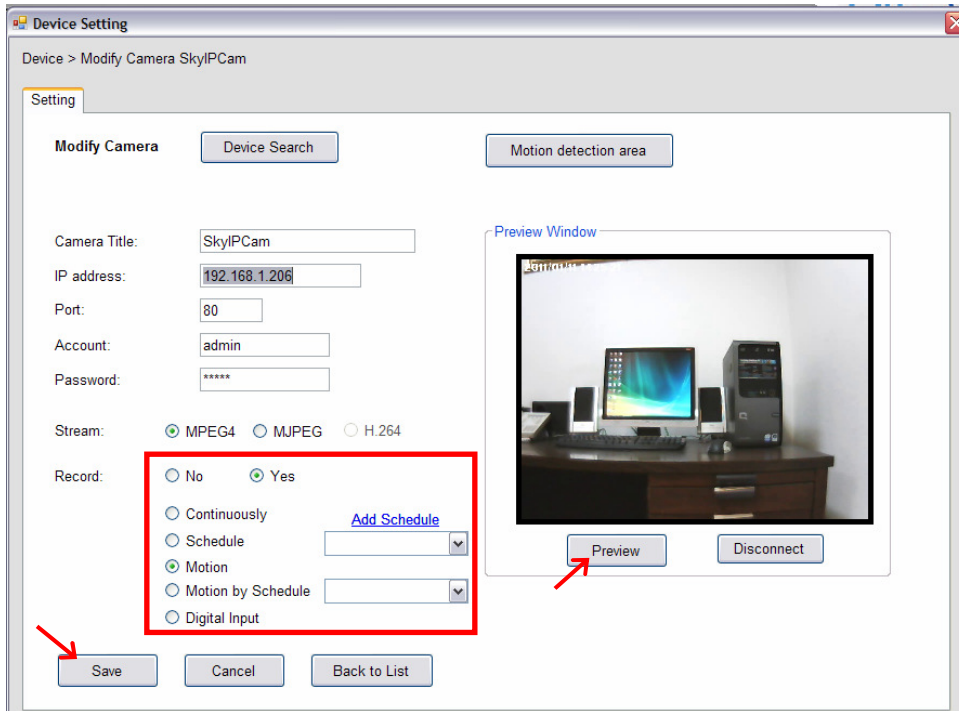 Device Setting
Device > Modify Camera SkyIPCam
Setting
Modify Camera
Device Search
Motion detection area
Camera Title:
SkyIPCam
IP address:
192.168.1.206
Port:
80
Account:
admin
Password:
*****
Stream:
MPEG4 MJPEG H.264
Record:
No Yes
Continuously
Add Schedule
Schedule
Motion
Motion by Schedule
Digital Input
Preview Window
Preview
Disconnect
Save
Cancel
Back to List